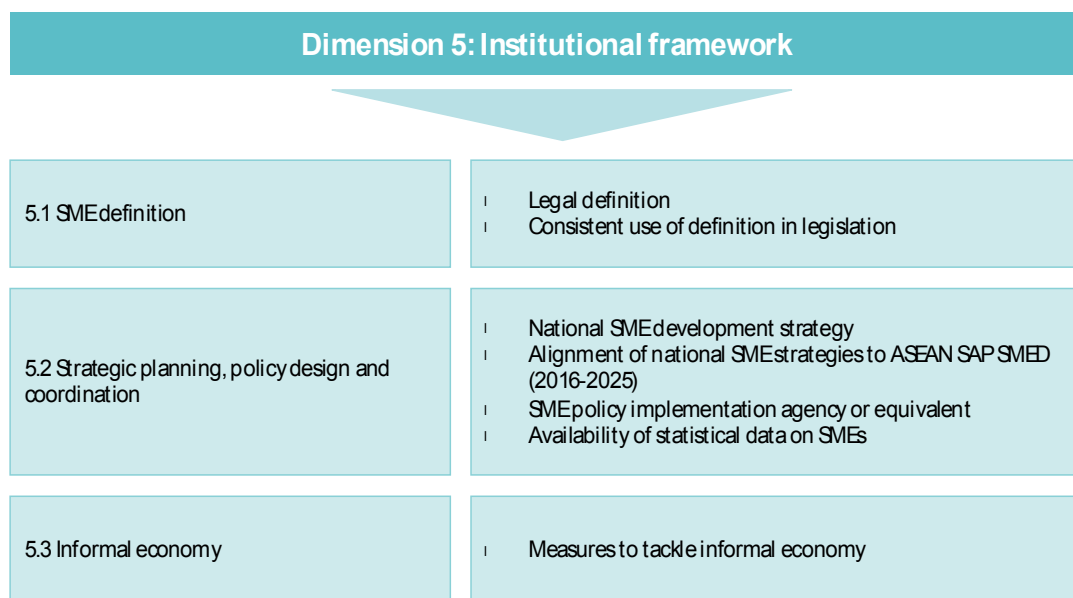 Dimension 5: Institutional framework
5.1 SME definition
Legal definition
Consistent use of definition in legislation
5.2 Strategic planning, policy design and
coordination
National SME development strategy
Alignment of national SME strategies to ASEAN SAP SMED
(2016-2025)
SME policy implementation agency or equivalent
Availability of statistical data on SMEs
5.3 Informal economy
Measures to tackle informal economy